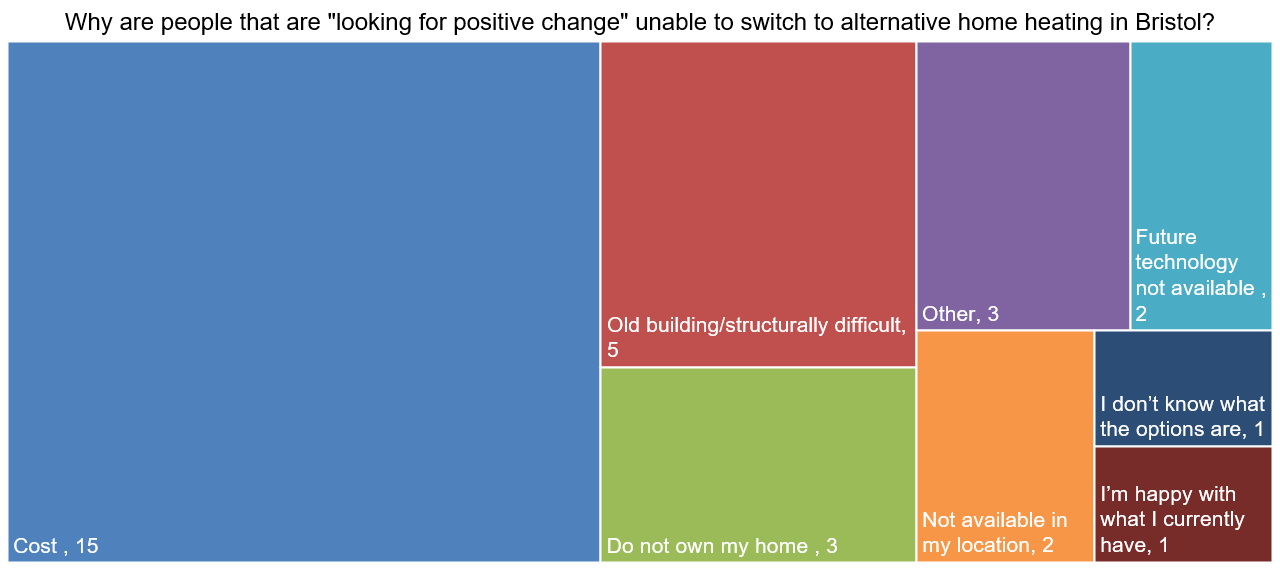 Why are people that are "looking for positive change" unable to switch to alternative home heating in Bristol?
Cost , 15
Old building/structurally difficult,
5
Do not own my home , 3
Other, 3
Future
technology
not available ,
2
Not available in
my location, 2
I don’t know what
the options are, 1
I’m happy with
what I currently
have, 1